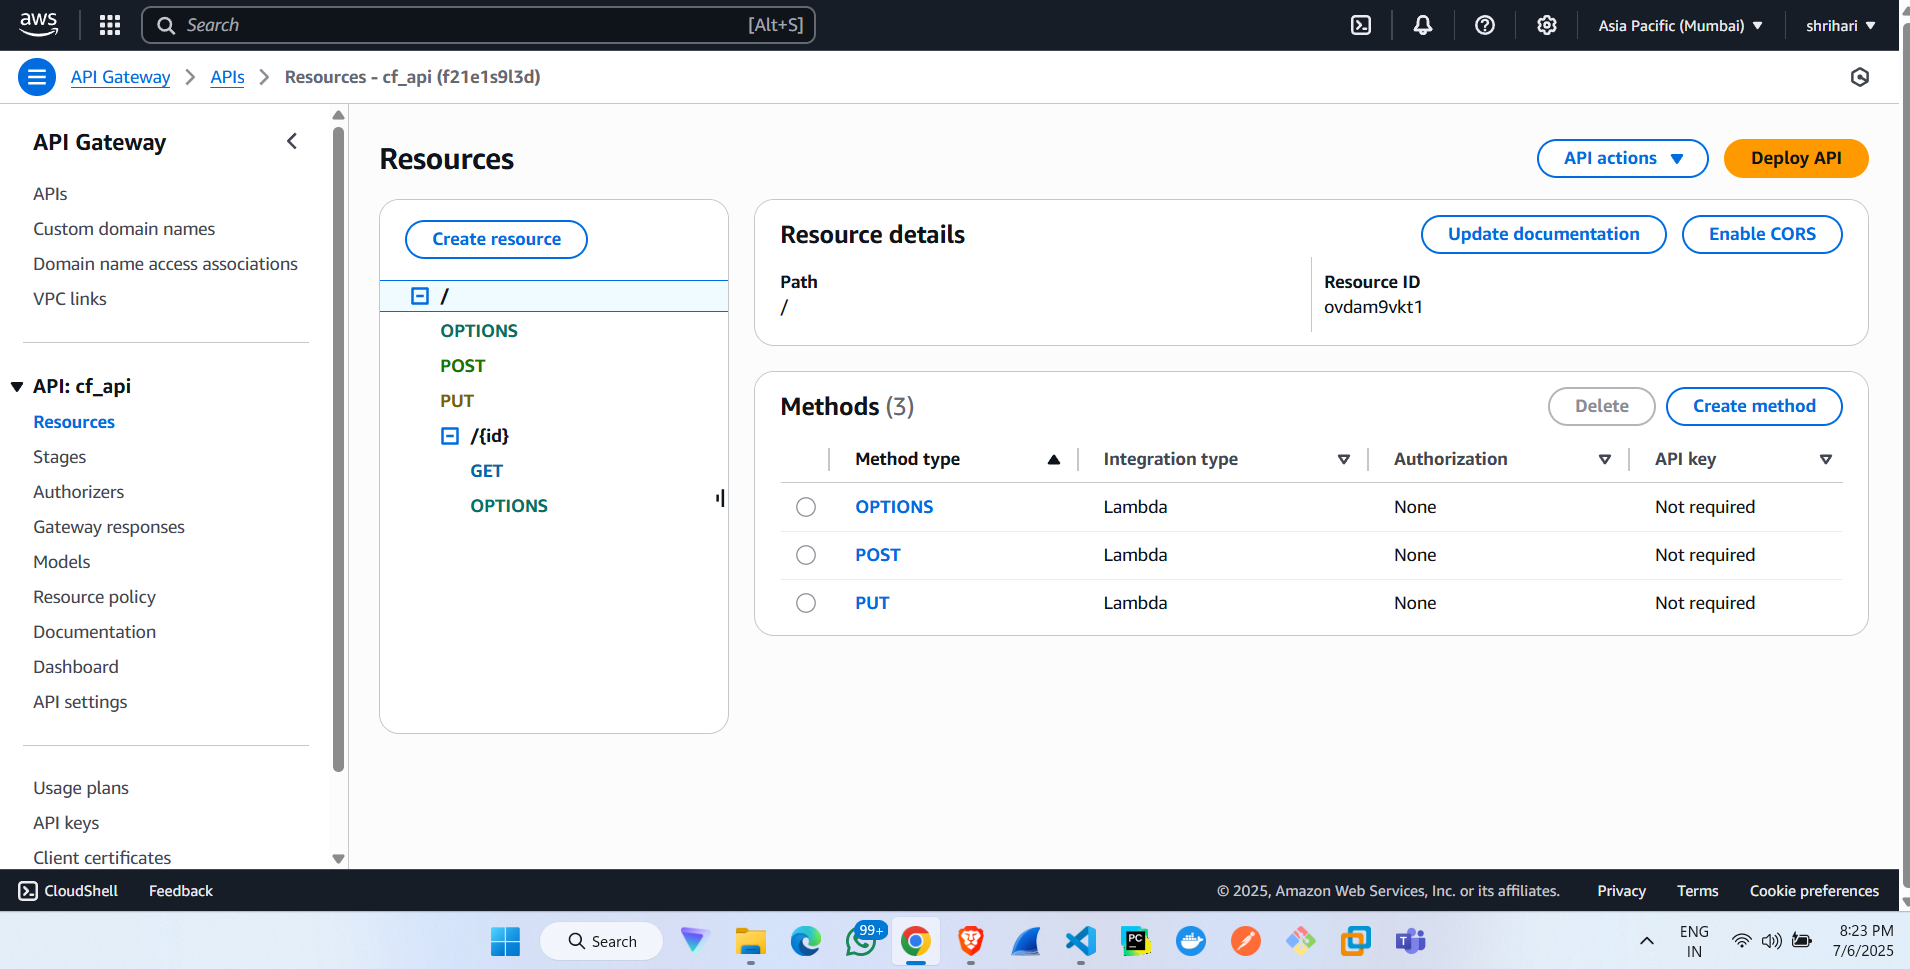 aws
Search [Alt+S]
Asia Pacific (Mumbai)
shrihari
API Gateway
APIs
Resources - cf_api (f21e1s9l3d)
API Gateway
APIs
Custom domain names
Domain name access associations
VPC links
API: cf_api
Resources
Stages
Authorizers
Gateway responses
Models
Resource policy
Documentation
Dashboard
API settings
Usage plans
API keys
Client certificates
Resources
API actions
Deploy API
Create resource
/
OPTIONS
POST
PUT
/{id}
GET
OPTIONS
Resource details
Update documentation
Enable CORS
Path
/
Resource ID
ovdam9vkt1
Methods (3)
Delete
Create method
Method type Integration type Authorization API key
OPTIONS Lambda None Not required
POST Lambda None Not required
PUT Lambda None Not required
CloudShell
Feedback
© 2025, Amazon Web Services, Inc. or its affiliates.
Privacy
Terms
Cookie preferences
Search
99+
PC
ENG
IN
8:23 PM
7/6/2025